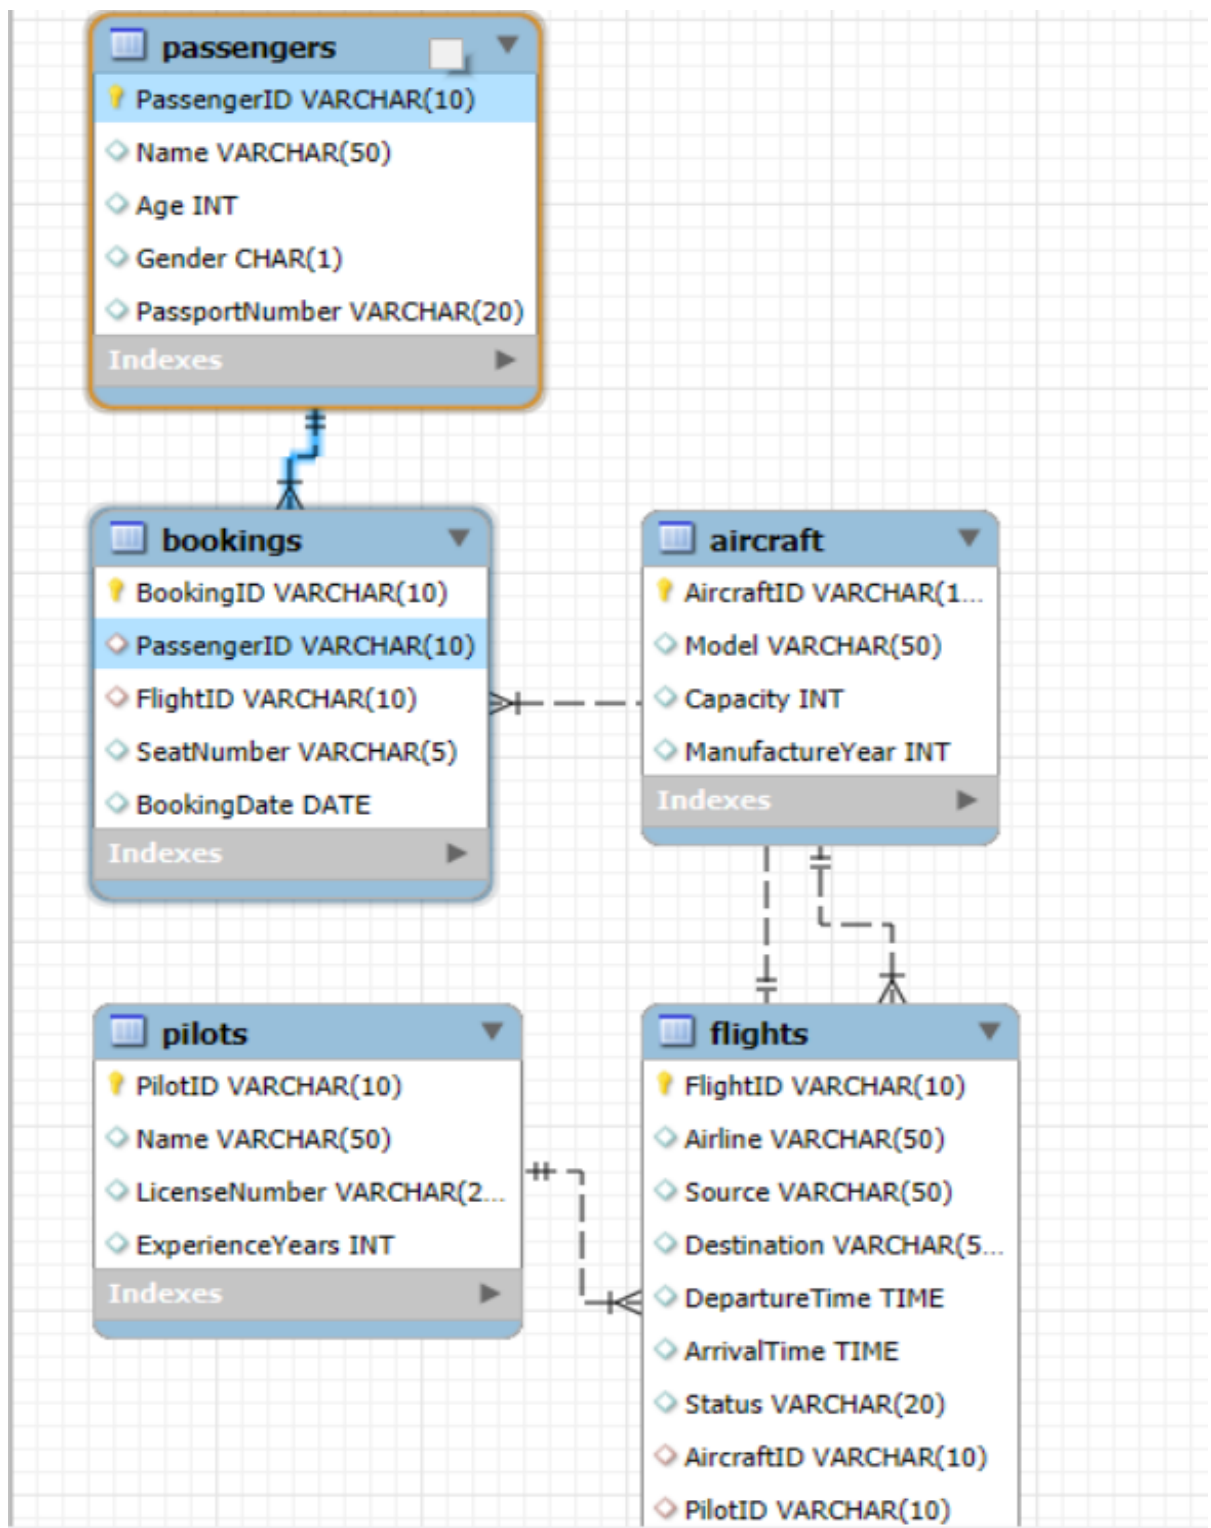 passengers
PassengerID VARCHAR(10)
Name VARCHAR(50)
Age INT
Gender CHAR(1)
PassportNumber VARCHAR(20)
Indexes
bookings
BookingID VARCHAR(10)
PassengerID VARCHAR(10)
FlightID VARCHAR(10)
SeatNumber VARCHAR(5)
BookingDate DATE
Indexes
aircraft
AircraftID VARCHAR(1...
Model VARCHAR(50)
Capacity INT
ManufactureYear INT
Indexes
pilots
PilotID VARCHAR(10)
Name VARCHAR(50)
LicenseNumber VARCHAR(2...
ExperienceYears INT
Indexes
flights
FlightID VARCHAR(10)
Airline VARCHAR(50)
Source VARCHAR(50)
Destination VARCHAR(5...
DepartureTime TIME
ArrivalTime TIME
Status VARCHAR(20)
AircraftID VARCHAR(10)
PilotID VARCHAR(10)